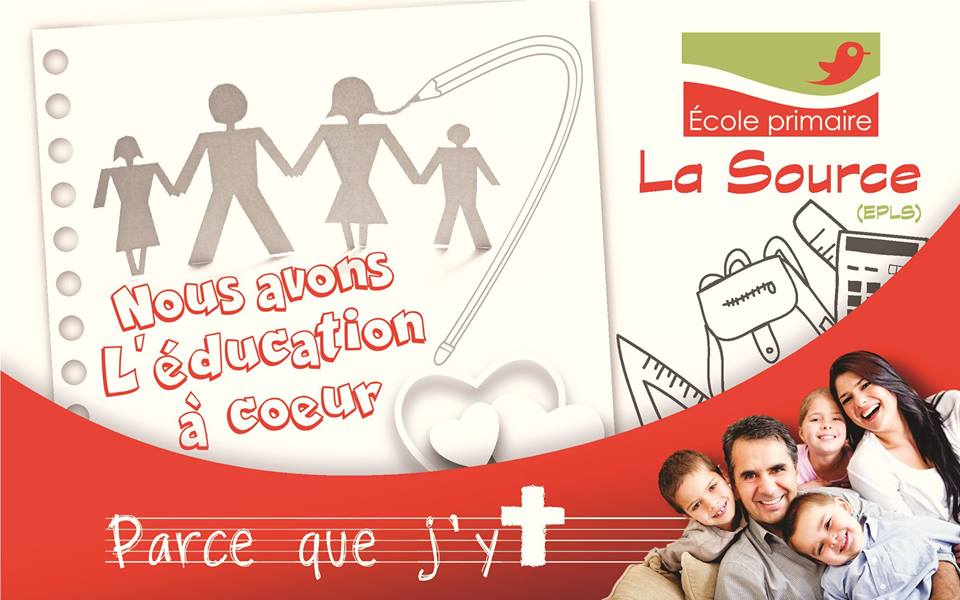 École primaire
La Source
(EPLS)
Nous avons
L'éducation
à coeur
Parce que j'y t